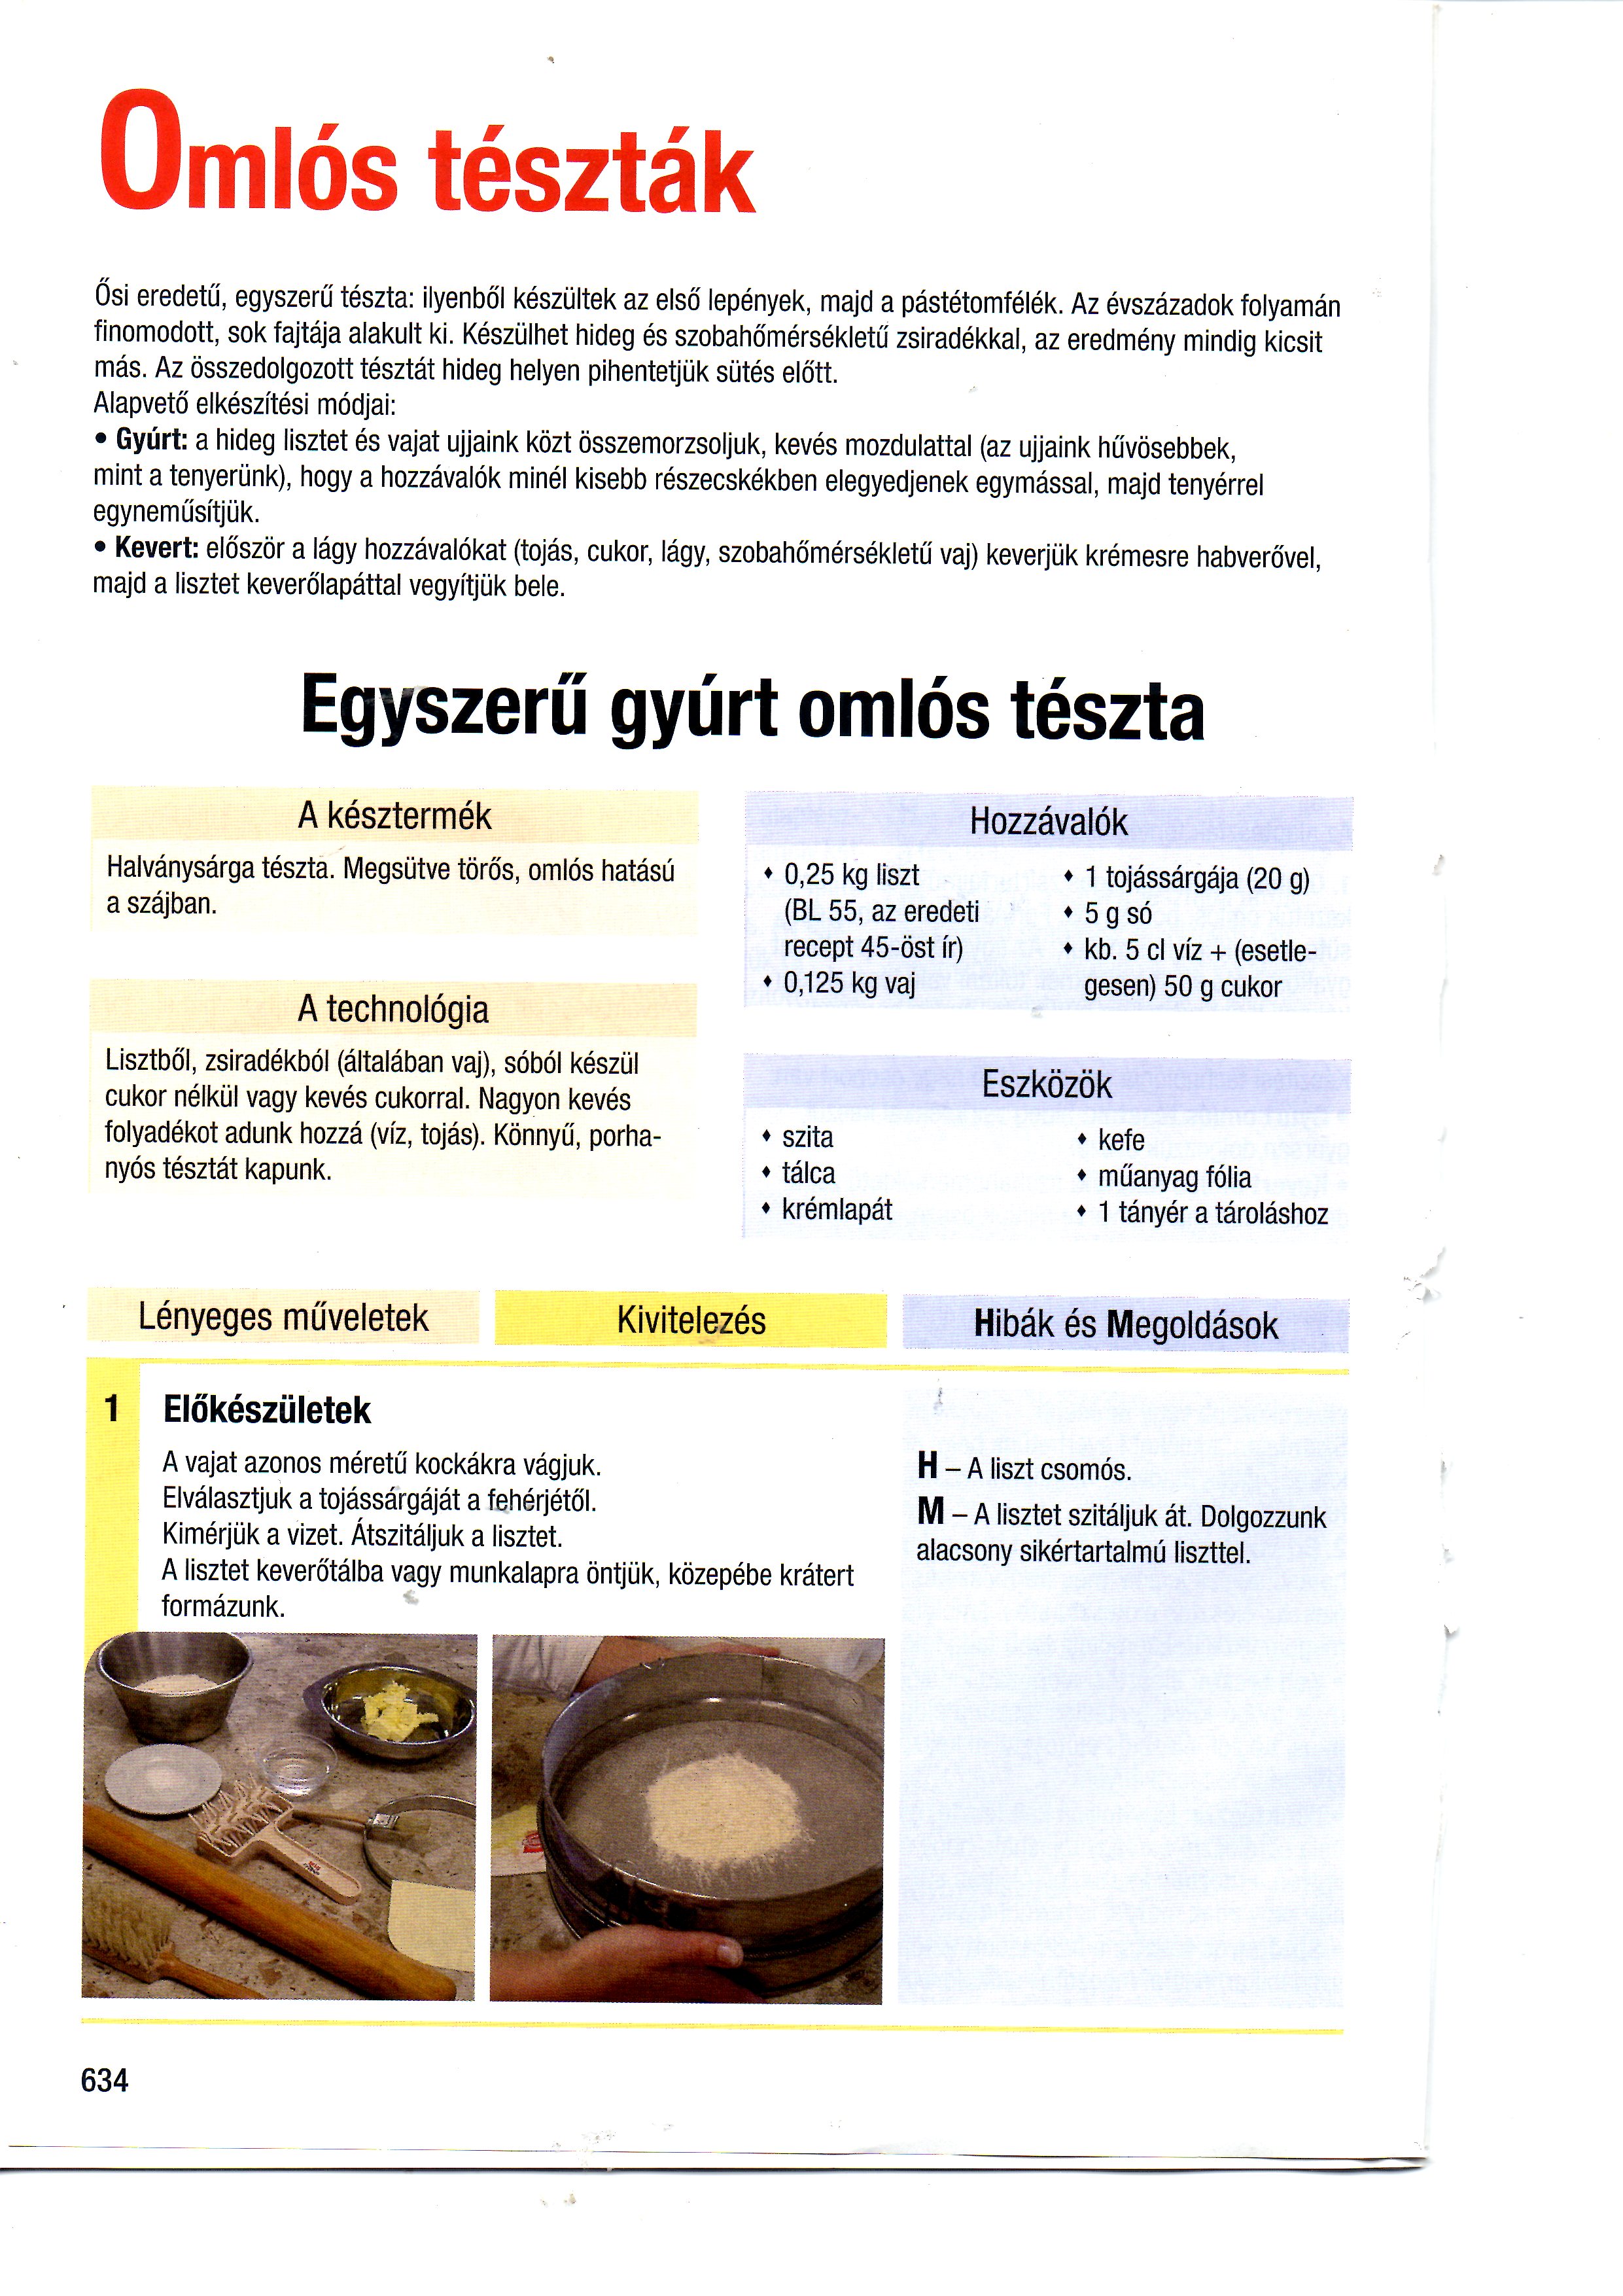 Omlós tészták
Ősi eredetű, egyszerű tészta: ilyenből készültek az első lepények, majd a pástétomfélék. Az évszázadok folyamán
finomodott, sok fajtája alakult ki. Készülhet hideg és szobahőmérsékletű zsiradékkal, az eredmény mindig kicsit
más. Az összedolgozott tésztát hideg helyen pihentetjük sütés előtt.
Alapvető elkészítési módjai:
• Gyúrt: a hideg lisztet és vajat ujjaink közt összemorzsoljuk, kevés mozdulattal (az ujjaink hűvösebbek,
mint a tenyerünk), hogy a hozzávalók minél kisebb részecskékben elegyedjenek egymással, majd tenyérrel
egyneműsítjük.
• Kevert: először a lágy hozzávalókat (tojás, cukor, lágy, szobahőmérsékletű vaj) keverjük krémesre habverővel,
majd a lisztet keverőlapáttal vegyítjük bele.
Egyszerű gyúrt omlós tészta
A késztermék
Halványsárga tészta. Megsütve törős, omlós hatású
a szájban.
A technológia
Lisztből, zsiradékból (általában vaj), sóból készül
cukor nélkül vagy kevés cukorral. Nagyon kevés
folyadékot adunk hozzá (víz, tojás). Könnyű, porha-
nyós tésztát kapunk.
Hozzávalók
♦ 0,25 kg liszt
(BL 55, az eredeti
recept 45-öst ír)
♦ 0,125 kg vaj
♦ 1 tojássárgája (20 g)
♦ 5 g só
♦ kb. 5 cl víz + (esetle-
gesen) 50 g cukor
Eszközök
♦ szita
♦ tálca
♦ krémlapát
♦ kefe
♦ műanyag fólia
♦ 1 tányér a tároláshoz
Lényeges műveletek
Kivitelezés
Hibák és Megoldások
1 Előkészületek
A vajat azonos méretű kockákra vágjuk.
Elválasztjuk a tojássárgáját a fehérjétől.
Kimérjük a vizet. Átszitáljuk a lisztet.
A lisztet keverőtálba vagy munkalapra öntjük, közepébe krátert
formázunk.
H – A liszt csomós.
M – A lisztet szitáljuk át. Dolgozzunk
alacsony sikértartalmú liszttel.
634